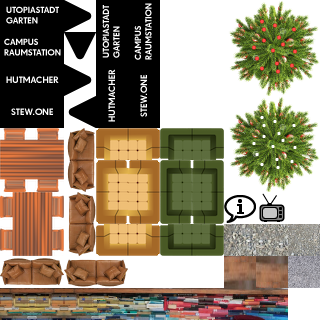 UTOPIASTADT
GARTEN
CAMPUS
RAUMSTATION
HUTMACHER
STEW.ONE
UTOPIASTADT
GARTEN
CAMPUS
RAUMSTATION
HUTMACHER
STEW.ONE
i